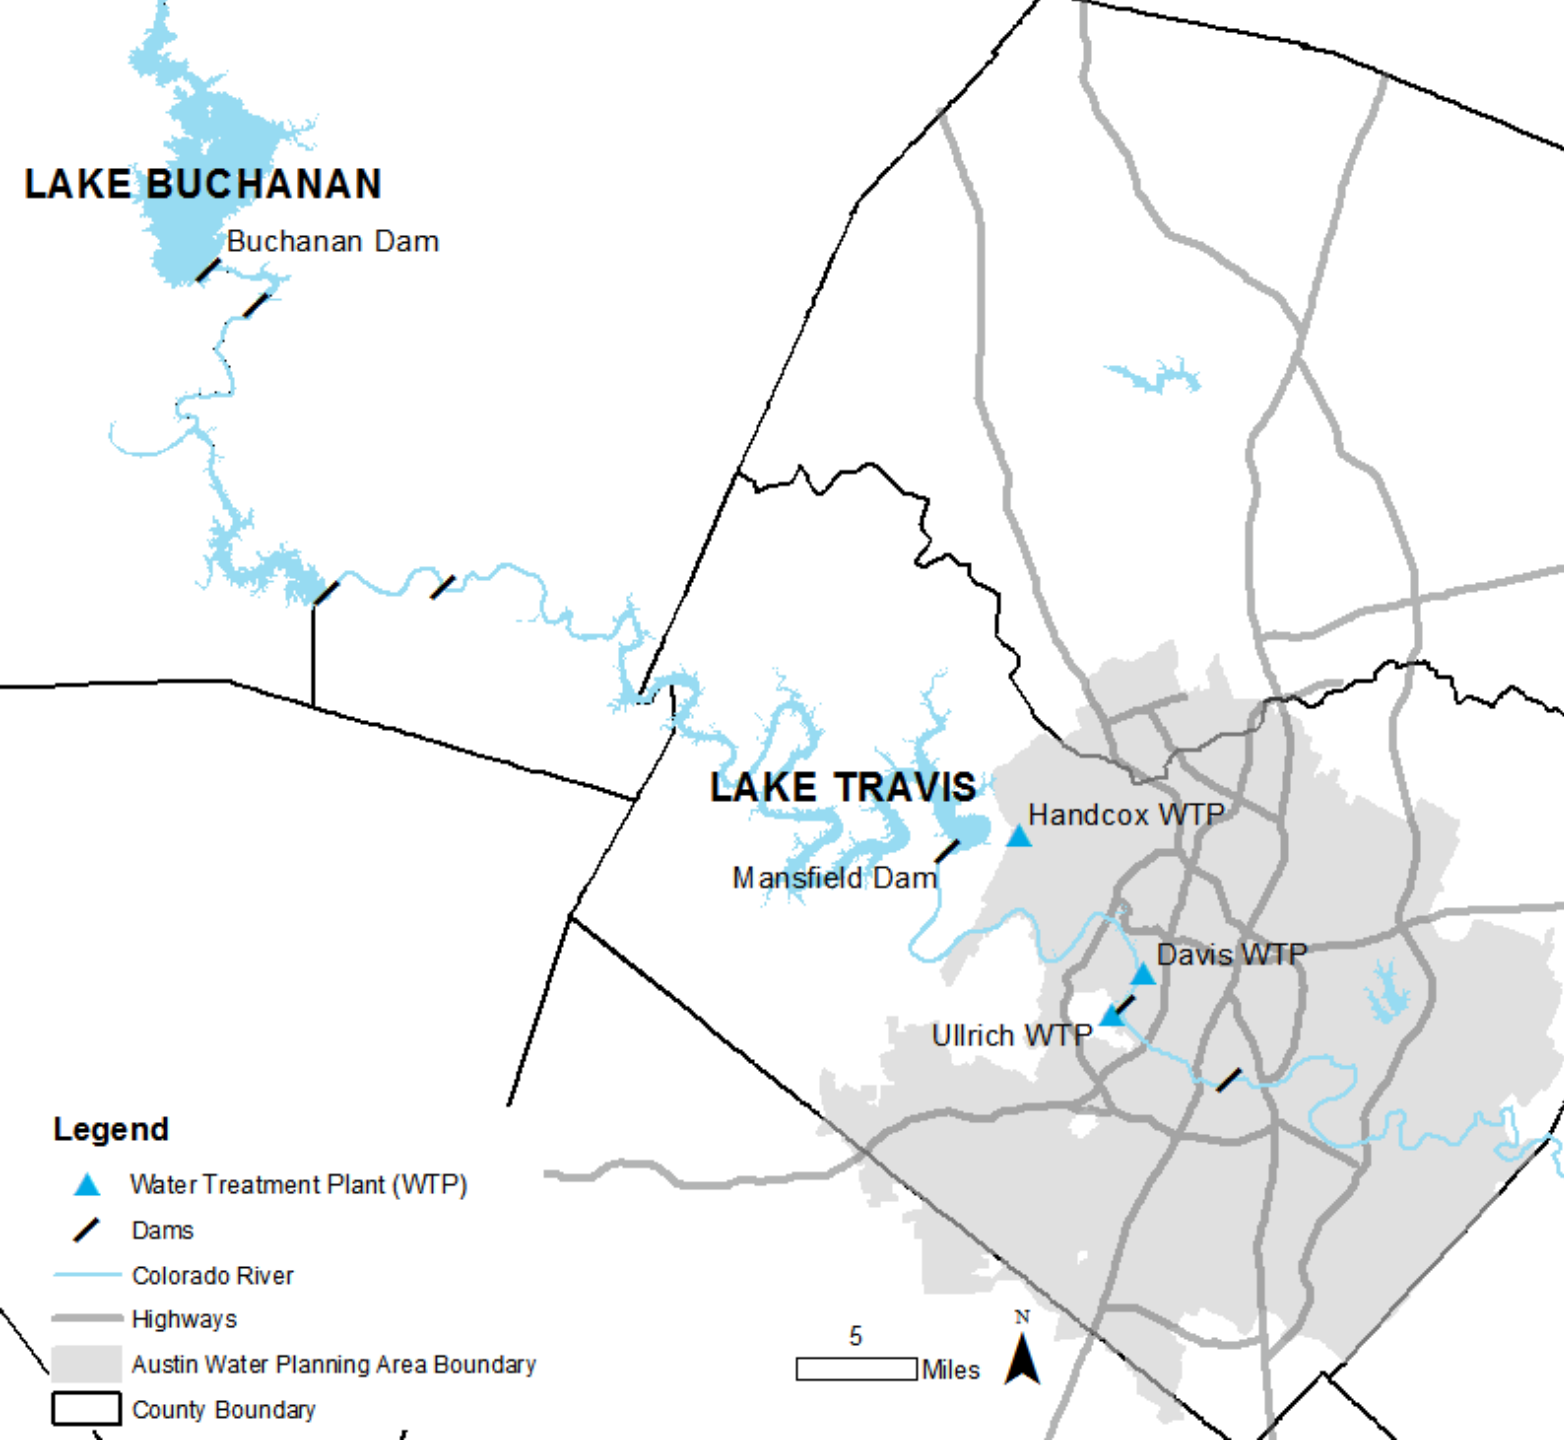 LAKE BUCHANAN
Buchanan Dam
LAKE TRAVIS
Handcox WTP
Mansfield Dam
Davis WTP
Ullrich WTP
Legend
Water Treatment Plant (WTP)
Dams
Colorado River
Highways
Austin Water Planning Area Boundary
County Boundary
5
Miles
N